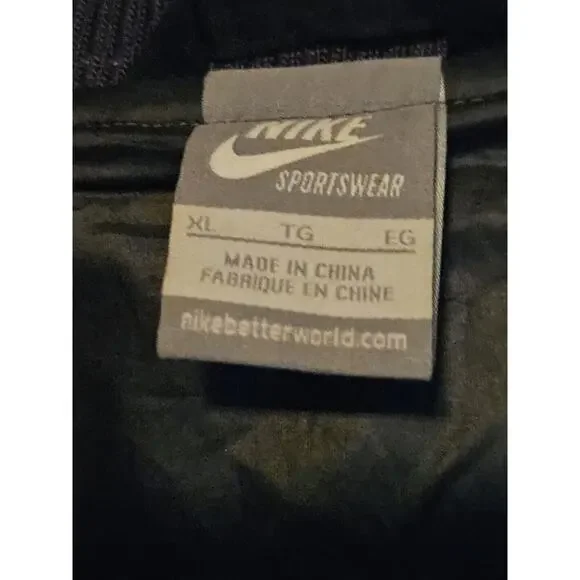 NIKE
SPORTSWEAR
XL TG EG
MADE IN CHINA
FABRIQUE EN CHINE
nikebetterworld.com